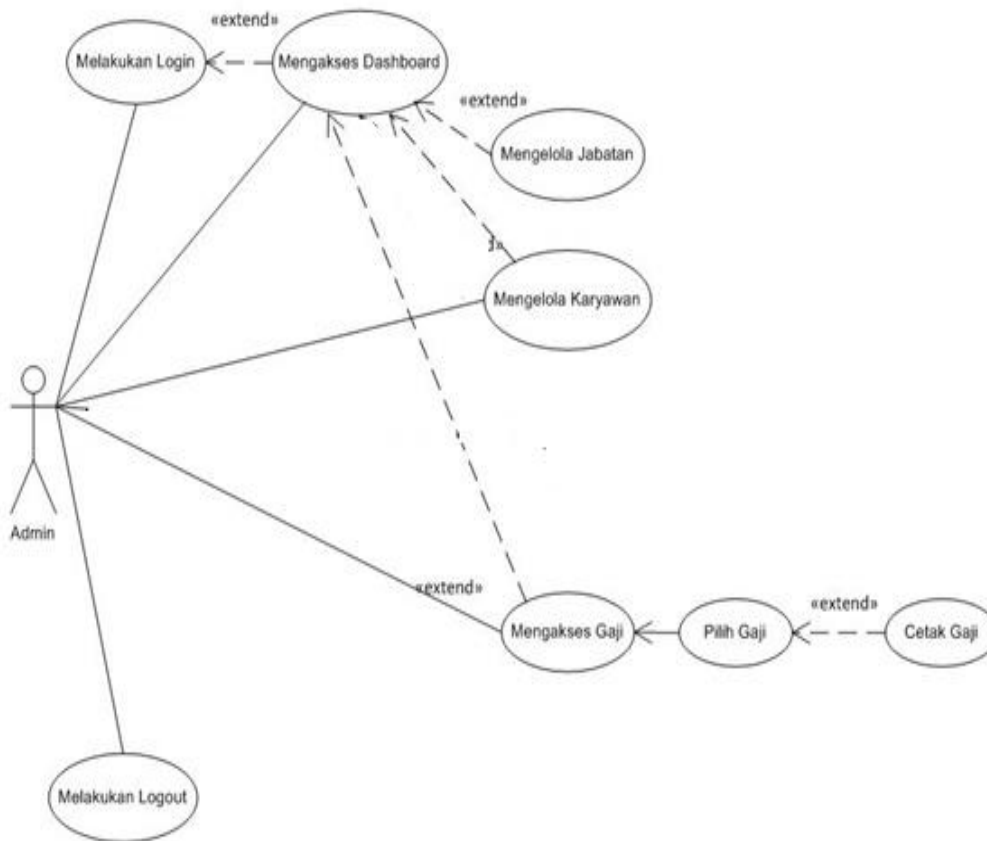 «extend»
Melakukan Login
Mengakses Dashboard
«extend»
Mengelola Jabatan
Mengelola Karyawan
Admin
«extend»
«extend»
Mengakses Gaji
Pilih Gaji
Cetak Gaji
Melakukan Logout